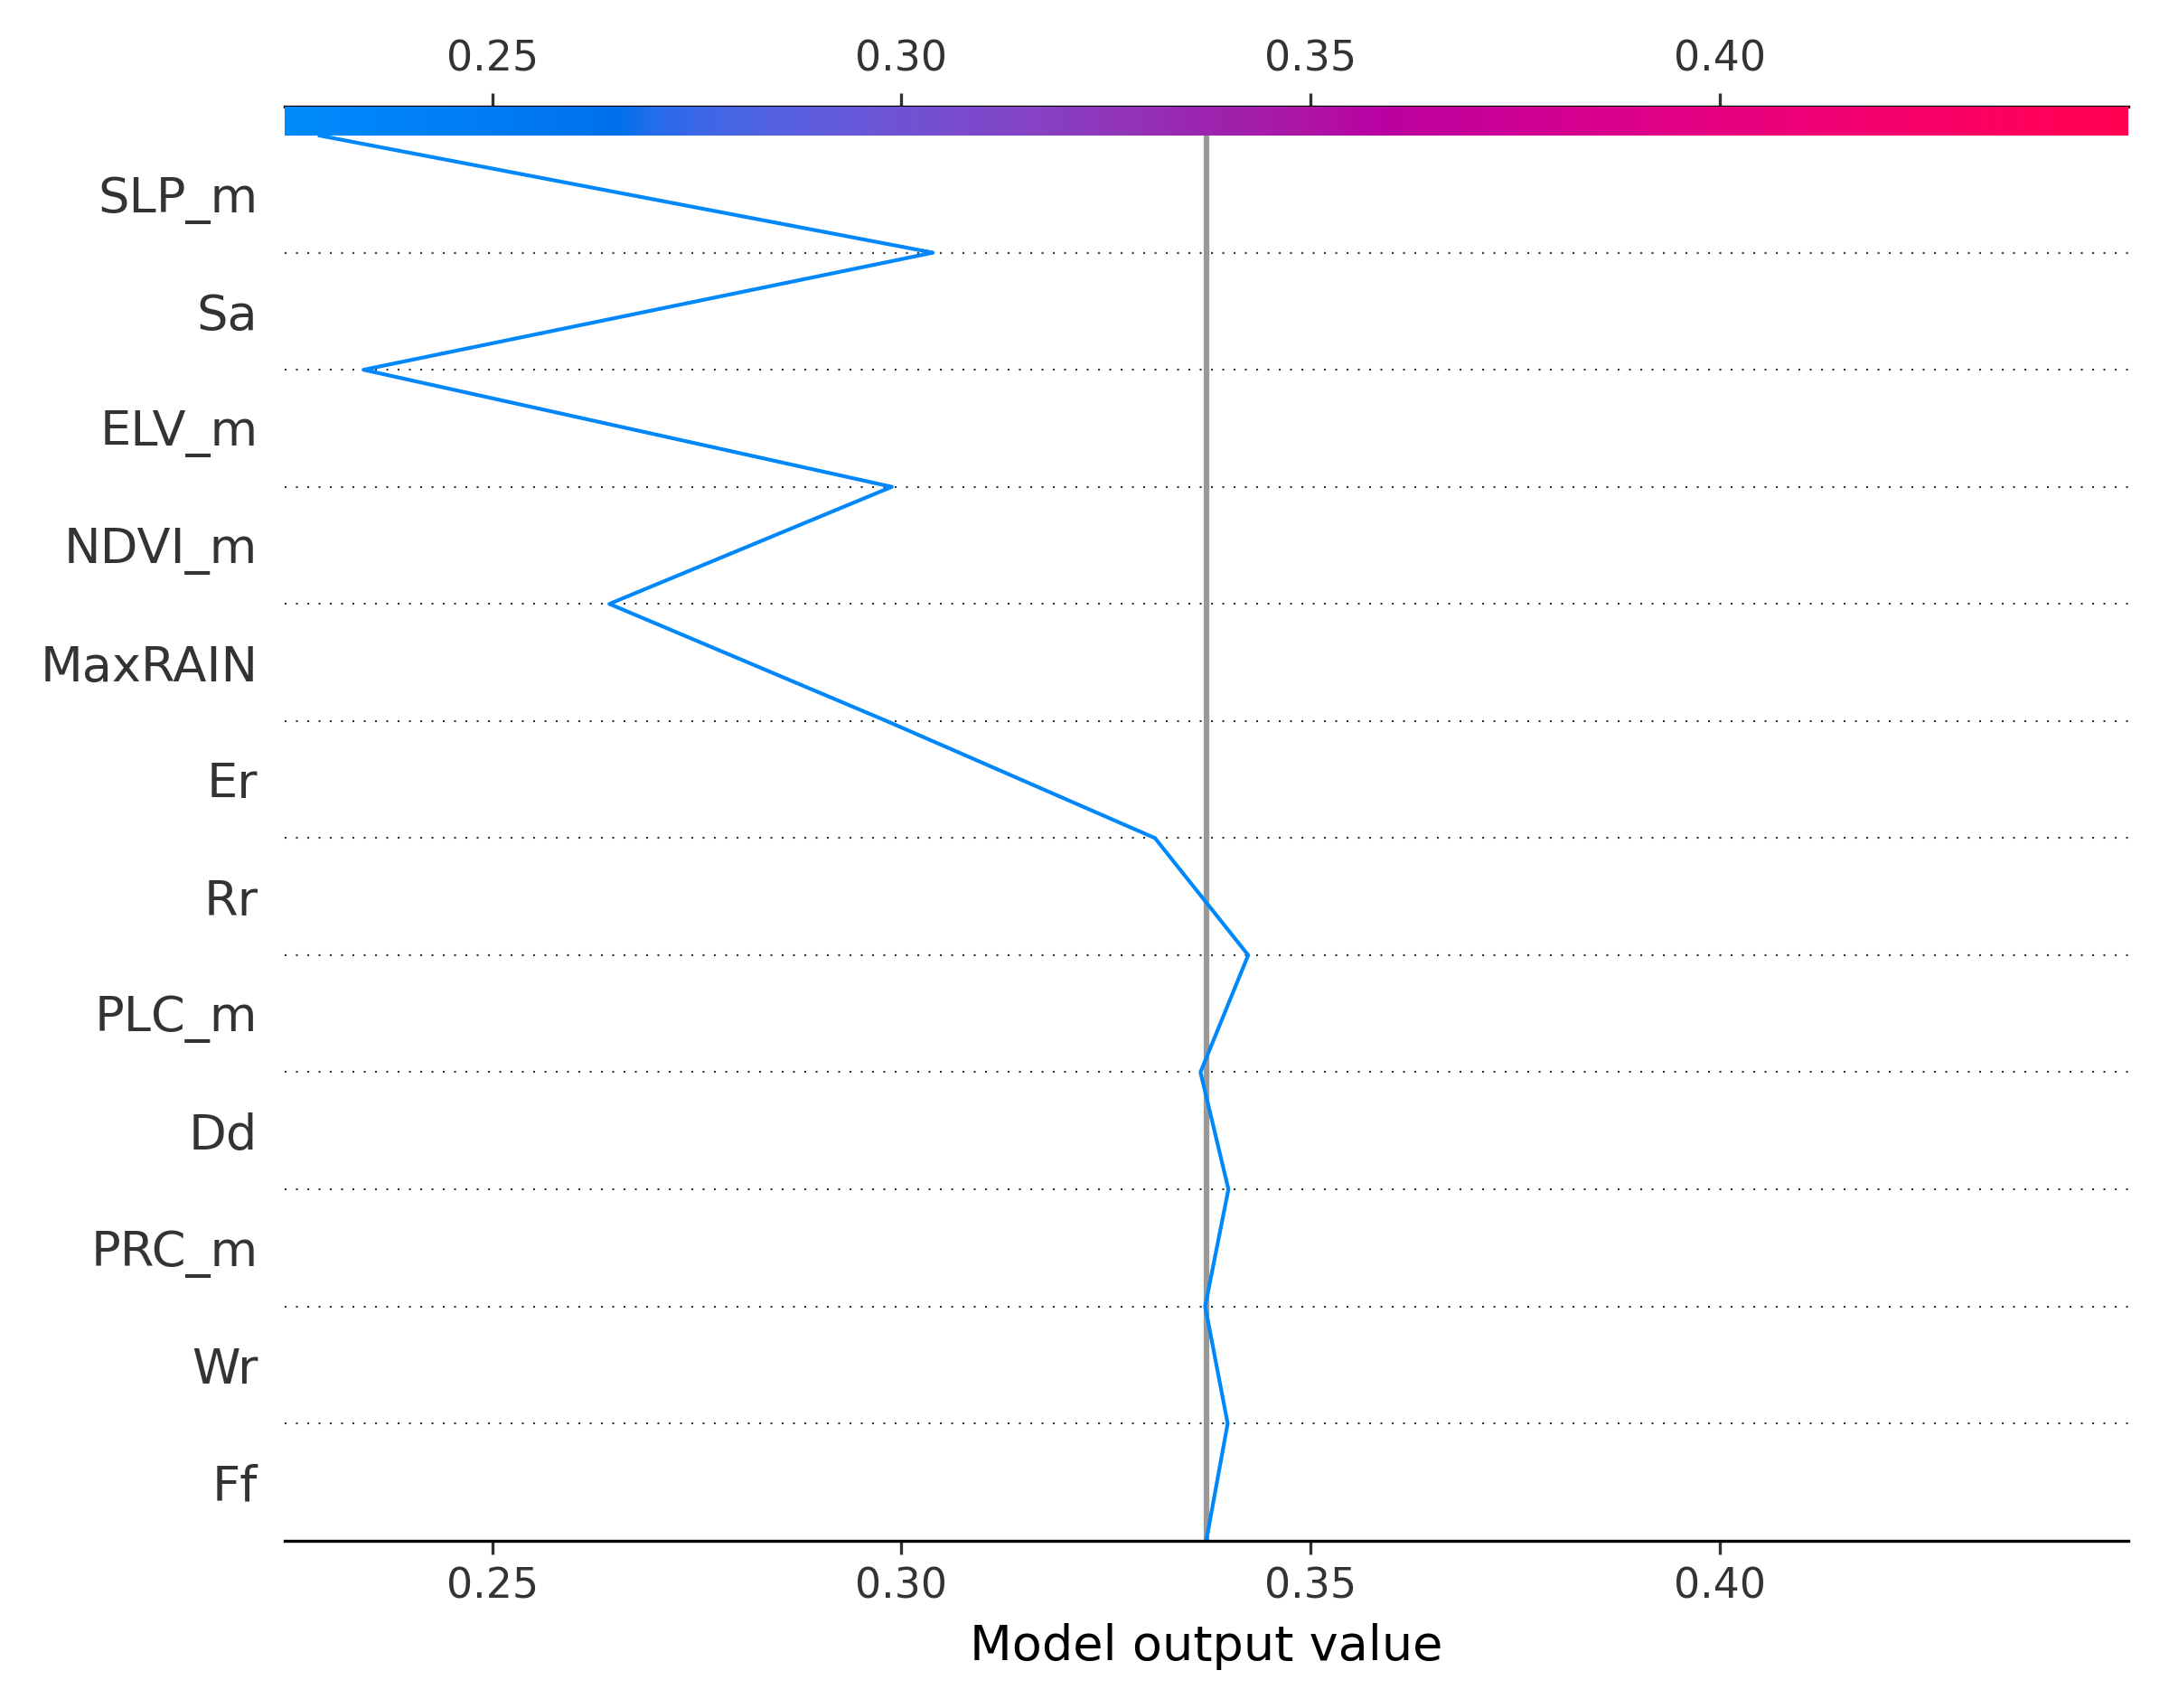 0.25 0.30 0.35 0.40
SLP_m
Sa
ELV_m
NDVI_m
MaxRAIN
Er
Rr
PLC_m
Dd
PRC_m
Wr
Ff
0.25 0.30 0.35 0.40
Model output value